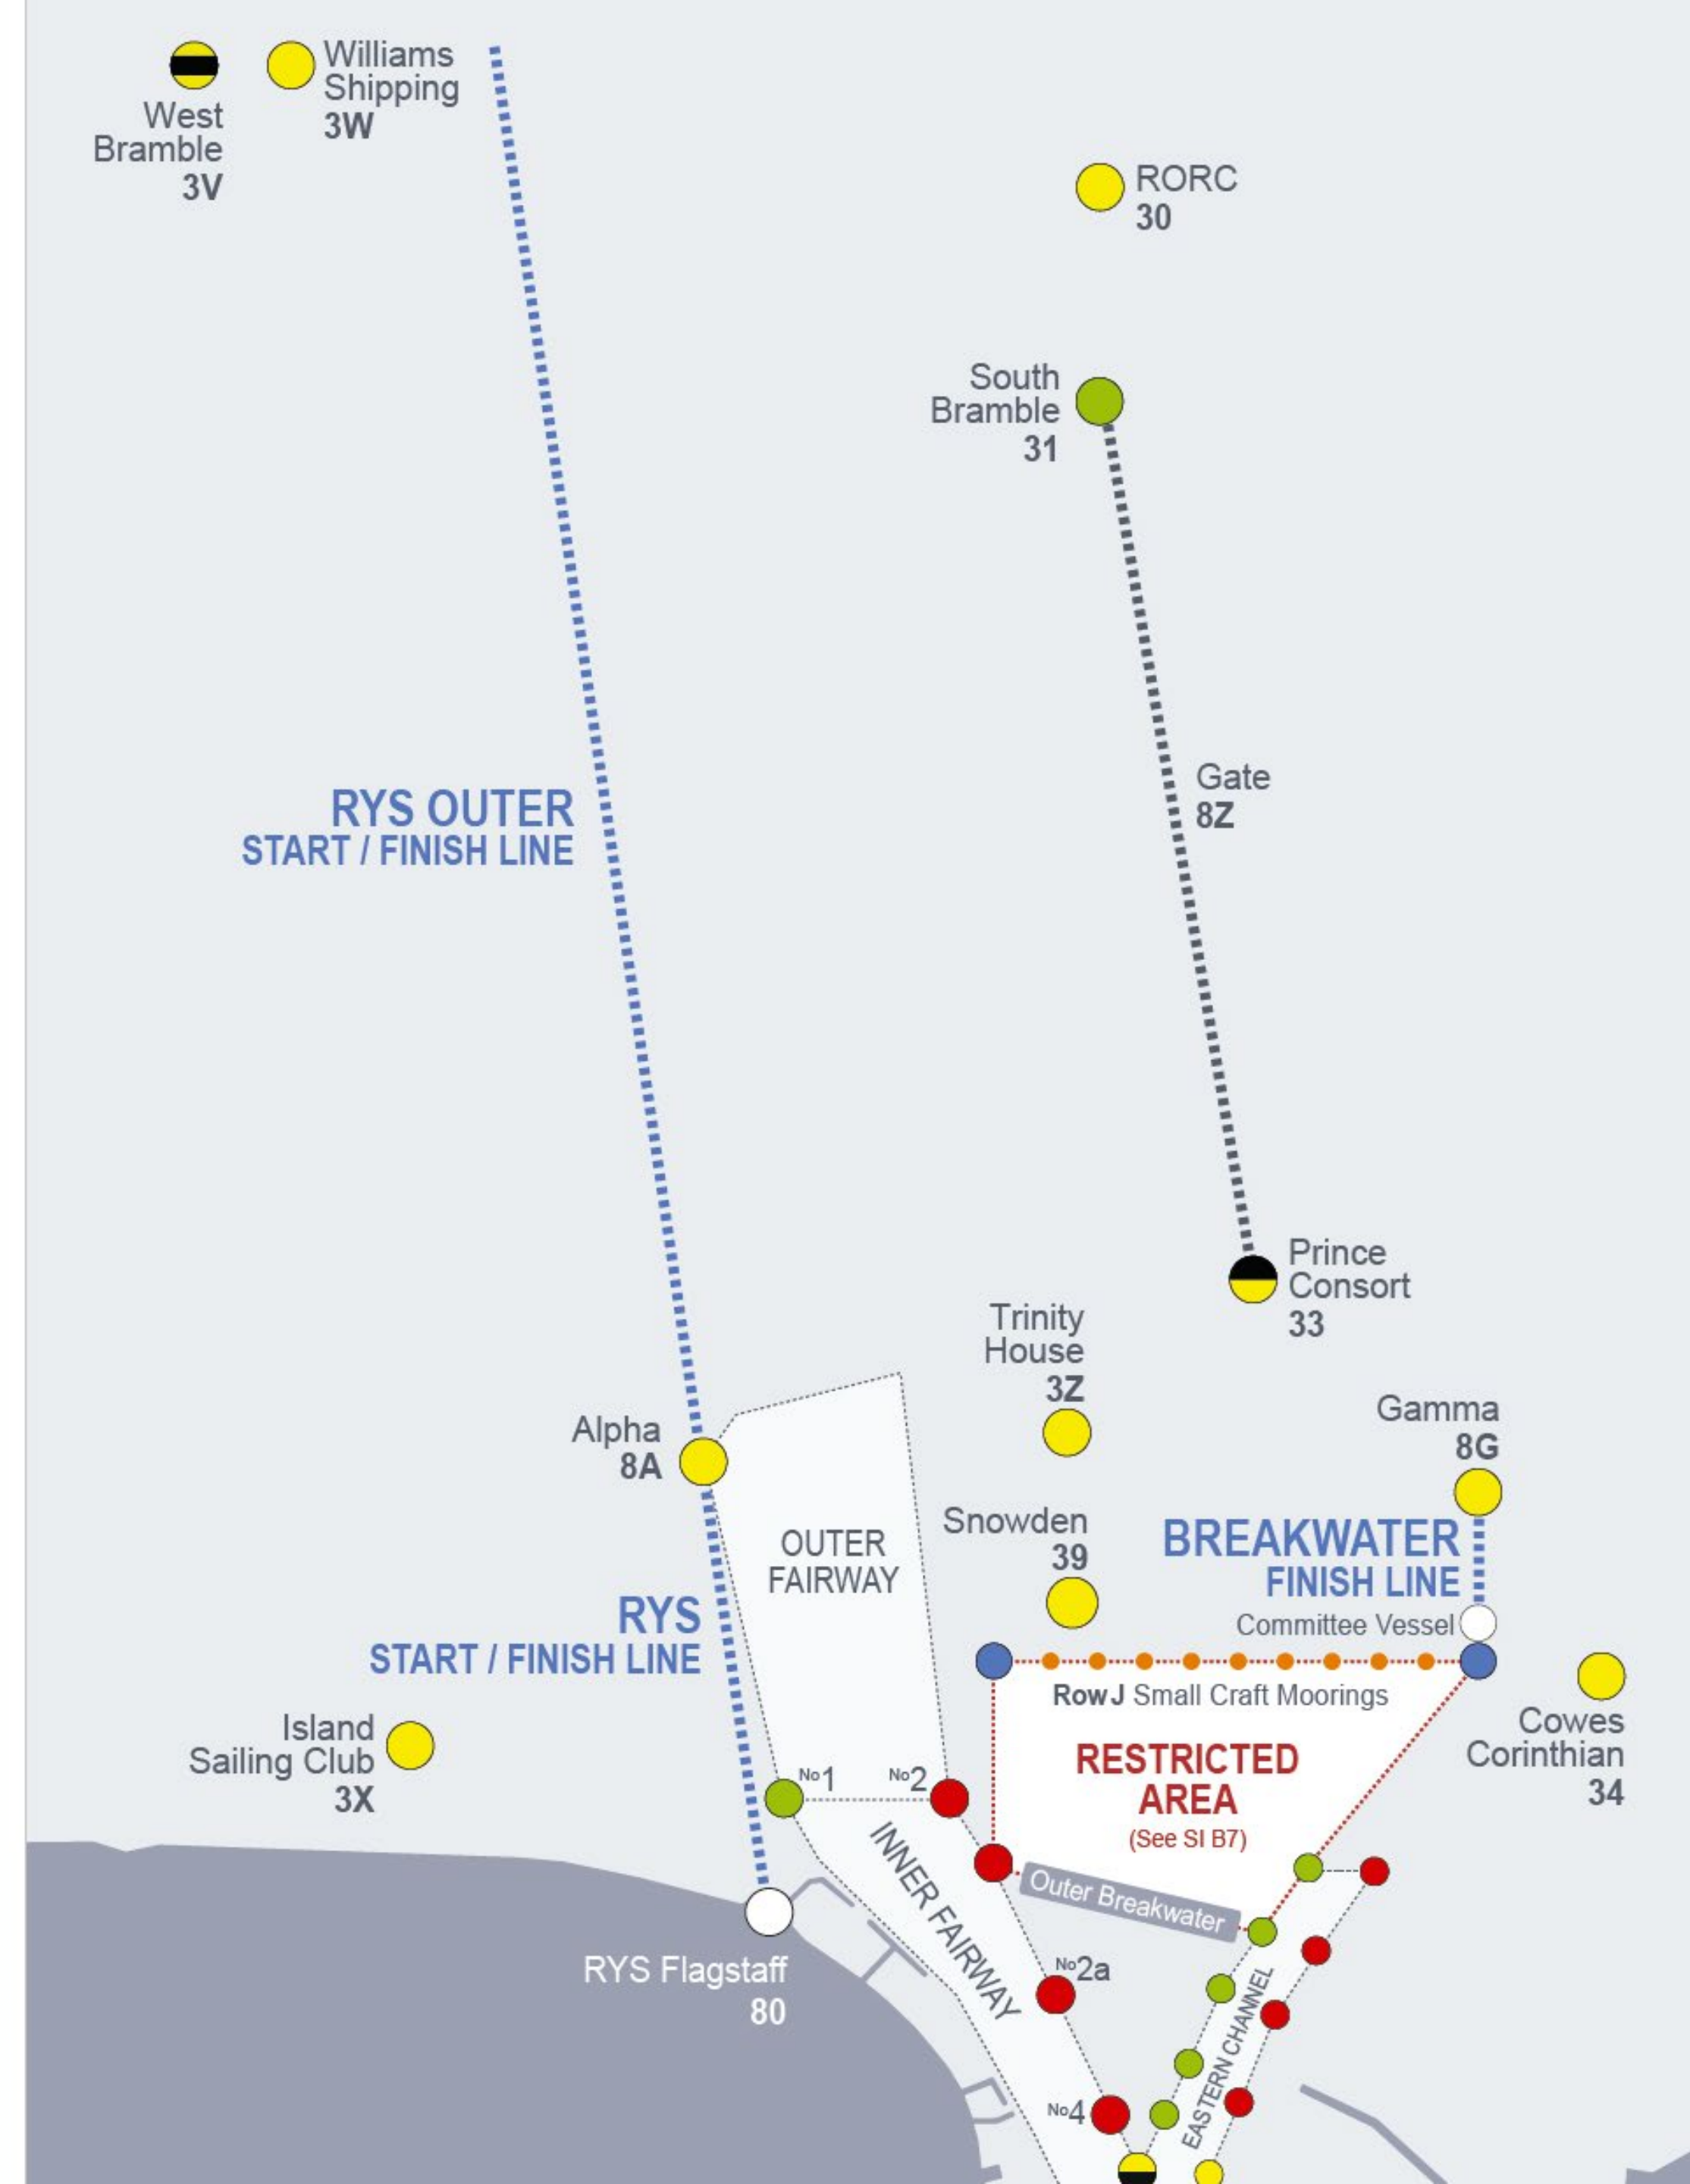 Williams
Shipping
3W
West
Bramble
3V
RORC
30
South
Bramble
31
Gate
8Z
RYS OUTER
START / FINISH LINE
Prince
Consort
33
Trinity
House
3Z
Gamma
8G
Alpha
8A
OUTER
FAIRWAY
Snowden
39
BREAKWATER
FINISH LINE
Committee Vessel
RYS
START / FINISH LINE
Row J Small Craft Moorings
Cowes
Corinthian
34
Island
Sailing Club
3X
RESTRICTED
AREA
(See SI B7)
No1
No2
INNER FAIRWAY
Outer Breakwater
RYS Flagstaff
80
No2a
EASTERN CHANNEL
No4